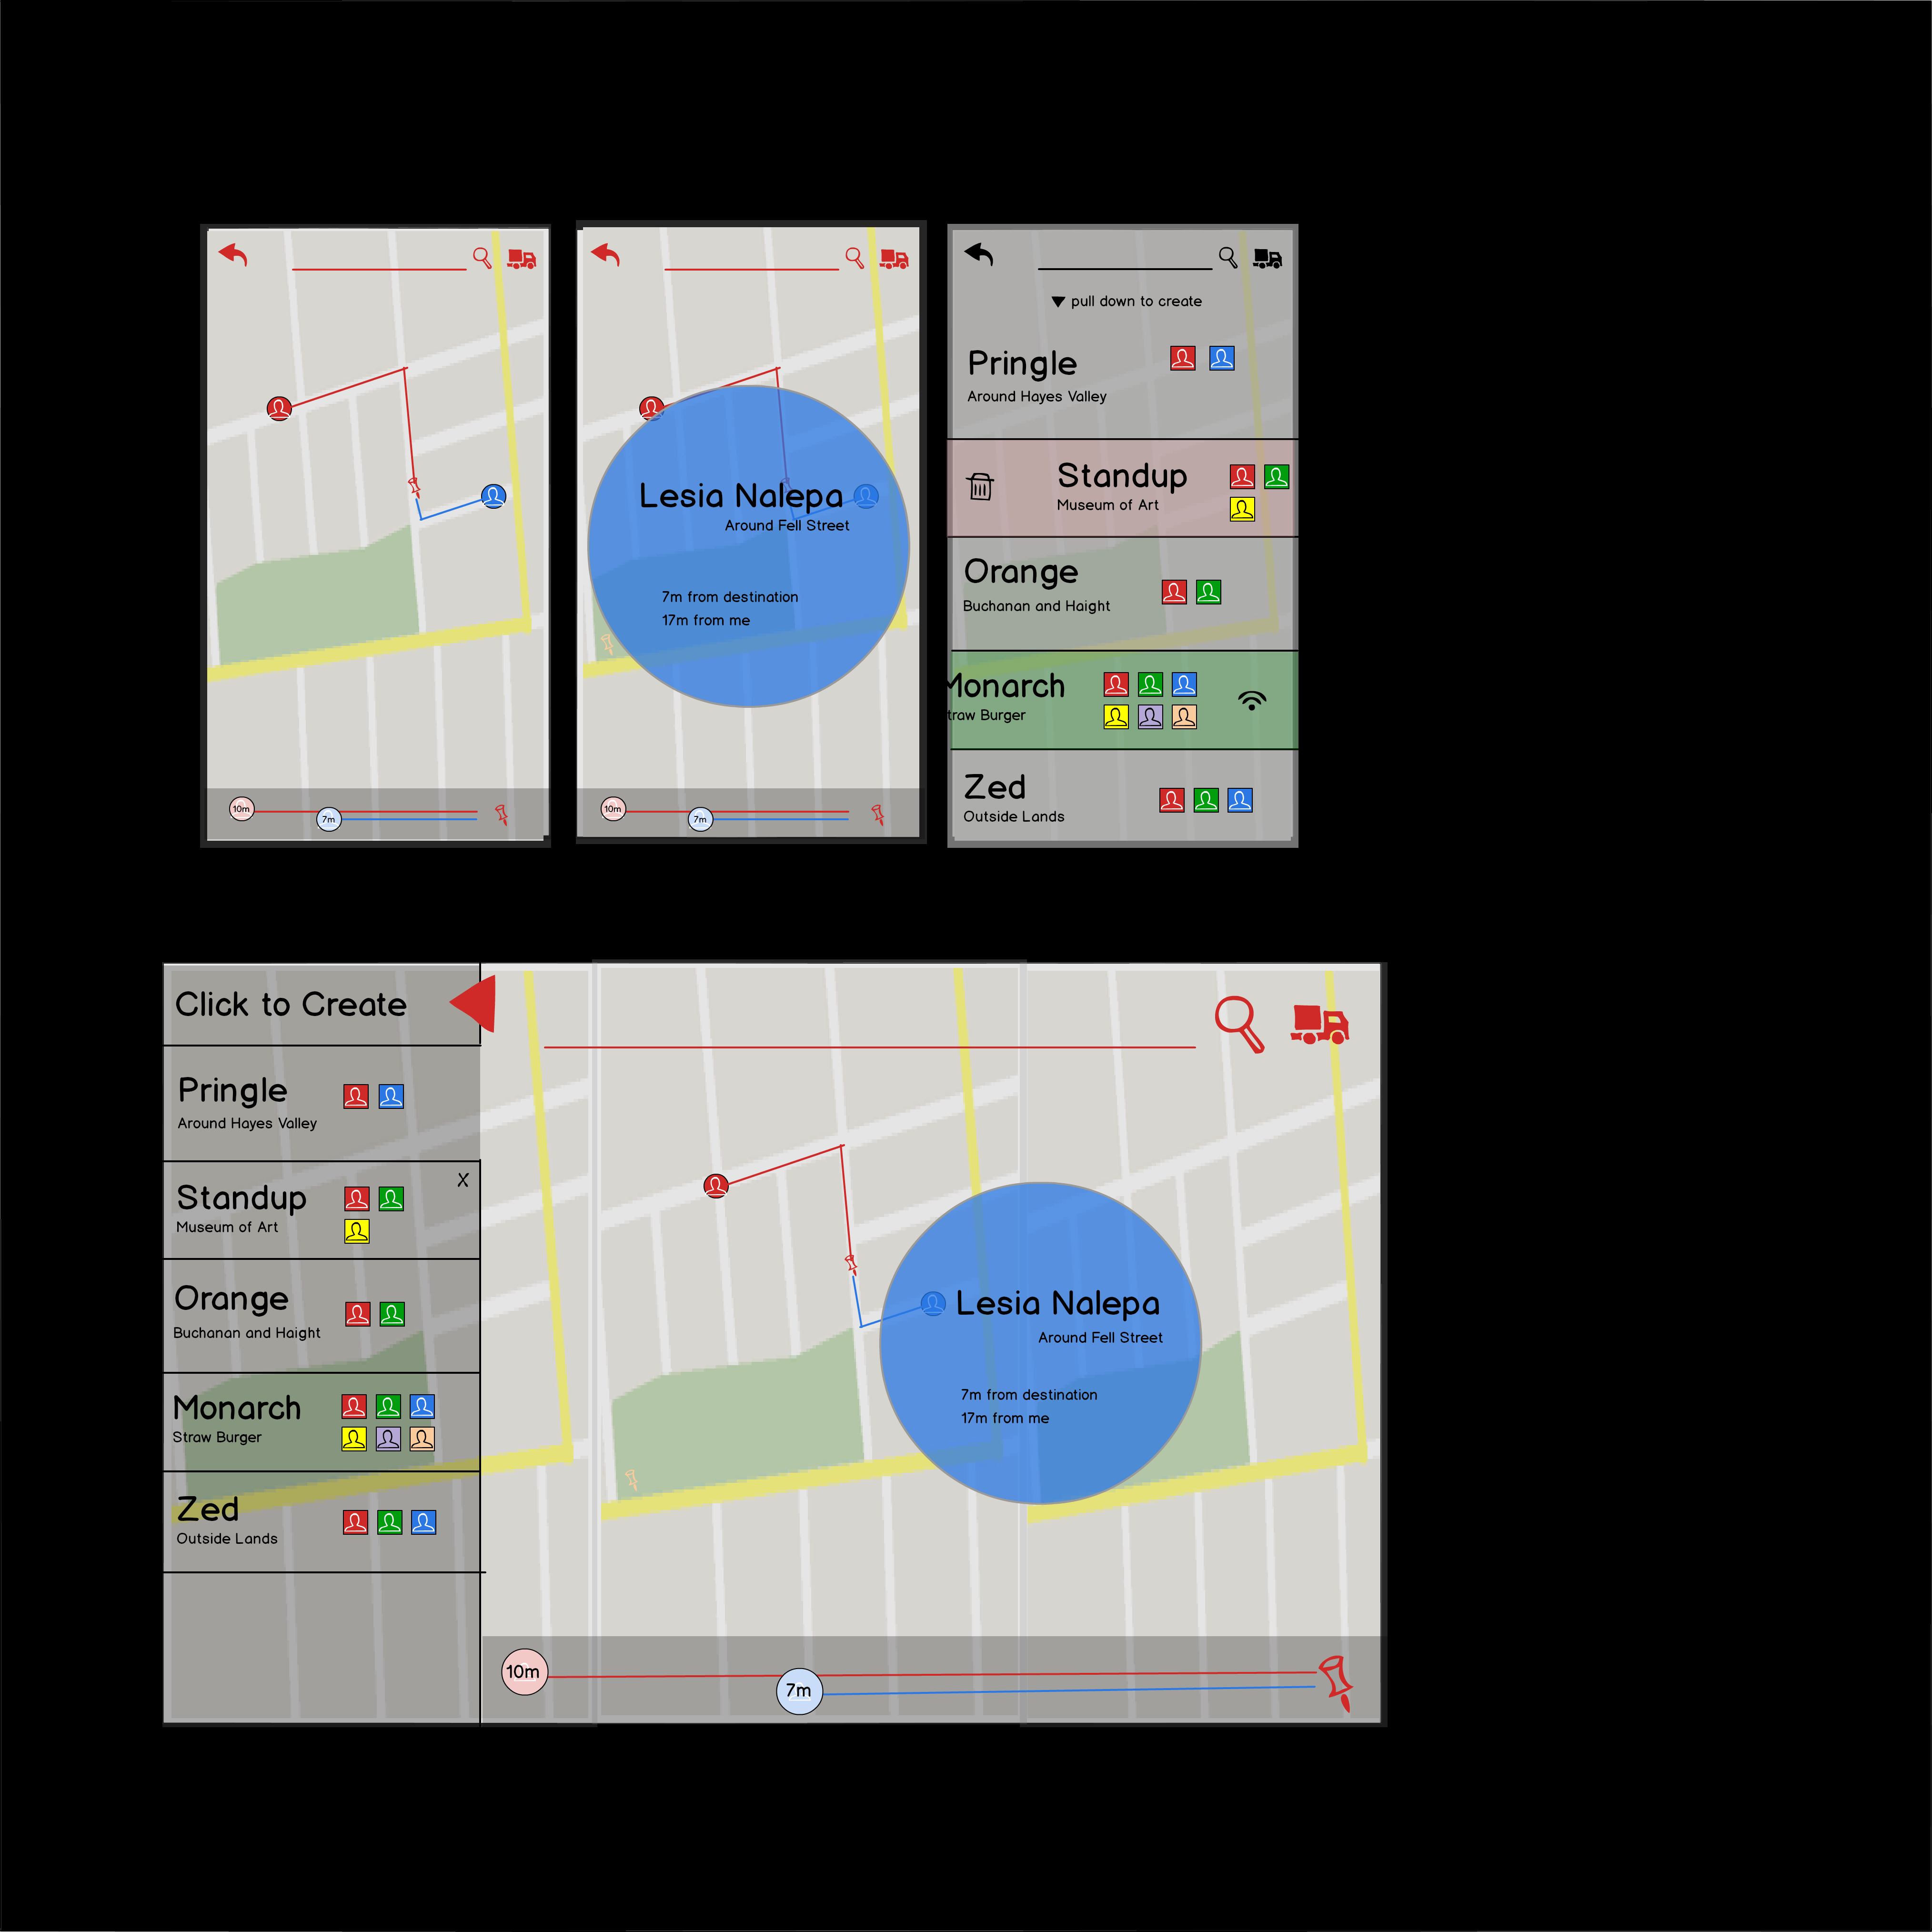 10m
7m
Lesia Nalepa
Around Fell Street
7m from destination
17m from me
10m
7m
pull down to create
Pringle
Around Hayes Valley
Standup
Museum of Art
Orange
Buchanan and Haight
Monarch
traw Burger
Zed
Outside Lands
Click to Create
Pringle
Around Hayes Valley
X
Standup
Museum of Art
Orange
Buchanan and Haight
Monarch
Straw Burger
Zed
Outside Lands
Lesia Nalepa
Around Fell Street
7m from destination
17m from me
10m
7m